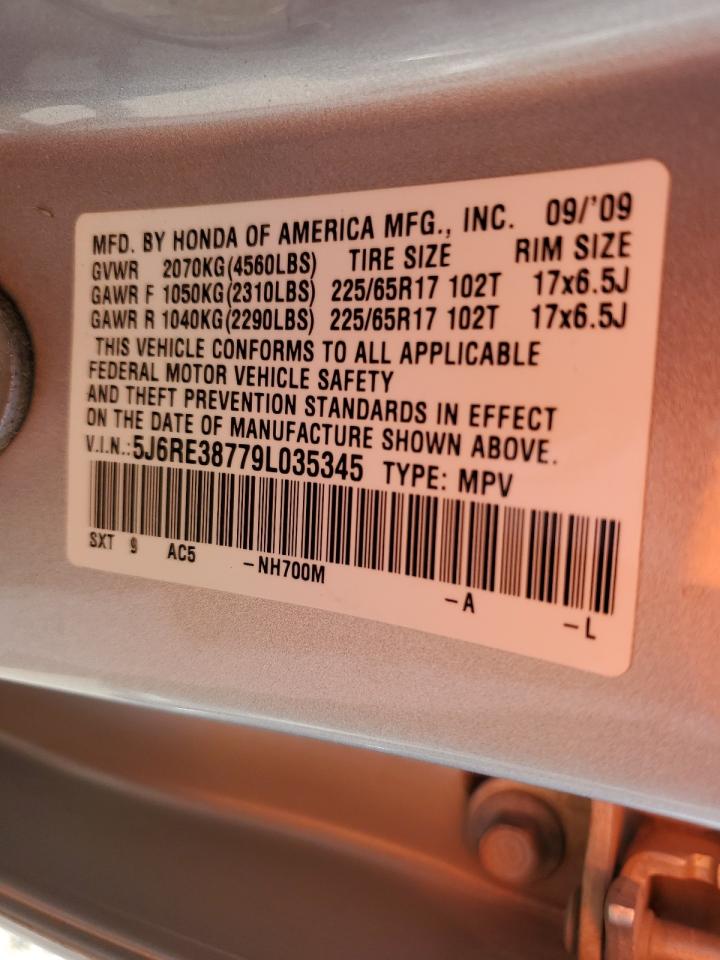 MFD. BY HONDA OF AMERICA MFG., INC. 09/'09
GVWR 2070KG(4560LBS) TIRE SIZE RIM SIZE
GAWR F 1050KG(2310LBS) 225/65R17 102T 17x6.5J
GAWR R 1040KG(2290LBS) 225/65R17 102T 17x6.5J
THIS VEHICLE CONFORMS TO ALL APPLICABLE
FEDERAL MOTOR VEHICLE SAFETY
AND THEFT PREVENTION STANDARDS IN EFFECT
ON THE DATE OF MANUFACTURE SHOWN ABOVE.
V.I.N.:5J6RE38779L035345 TYPE: MPV
SXT 9 AC5 -NH700M -A -L